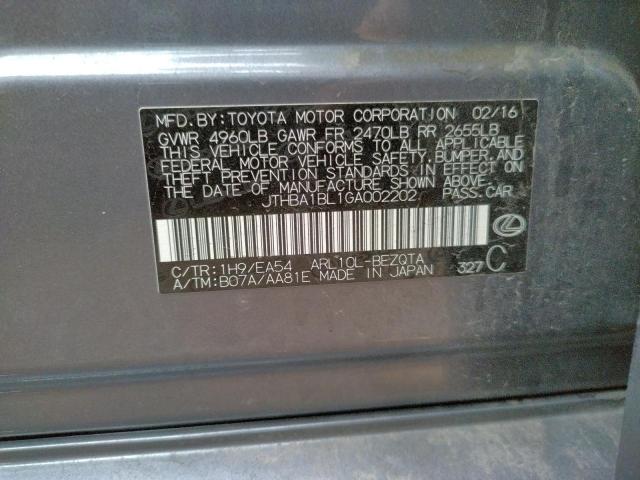 MFD.BY:TOYOTA MOTOR CORPORATION 02/16
GVWR 4960LB GAWR FR 2470LB RR 2655LB
THIS VEHICLE CONFORMS TO ALL APPLICABLE
FEDERAL MOTOR VEHICLE SAFETY,BUMPER,AND
THEFT PREVENTION STANDARDS IN EFFECT ON
THE DATE OF MANUFACTURE SHOWN ABOVE.
JTHBA1BL1GA002202 PASS.CAR
C/TR:1H9/EA54 ARL10L-BEZQTA
A/TM:B07A/AA81E MADE IN JAPAN 327 C